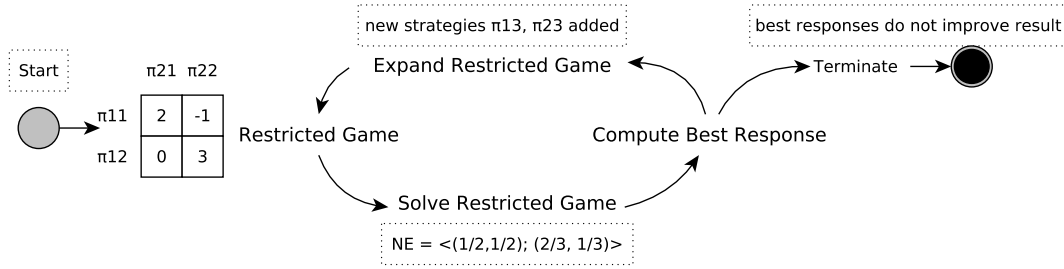 new strategies π13, π23 added
best responses do not improve result
Start
π21 π22
Expand Restricted Game
Terminate
π11 2 -1
Restricted Game
Compute Best Response
π12 0 3
Solve Restricted Game
NE = <(1/2,1/2); (2/3, 1/3)>